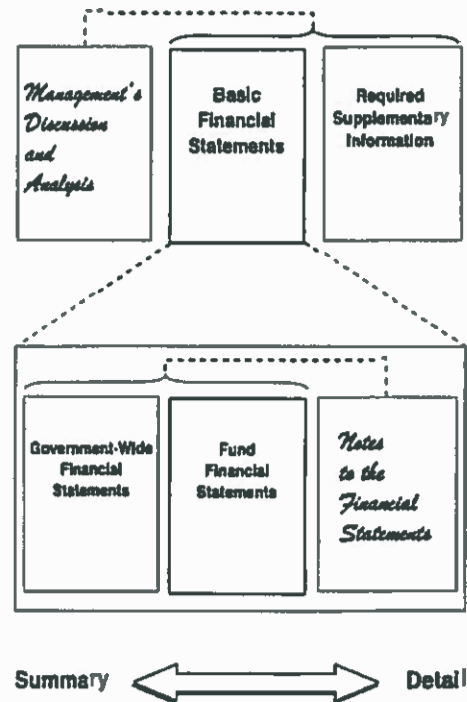 Management's
Discussion
and
Analysis
Basic
Financial
Statements
Required
Supplementary
Information
Government-Wide
Financial
Statements
Fund
Financial
Statements
Notes
to the
Financial
Statements
Summary
Detail